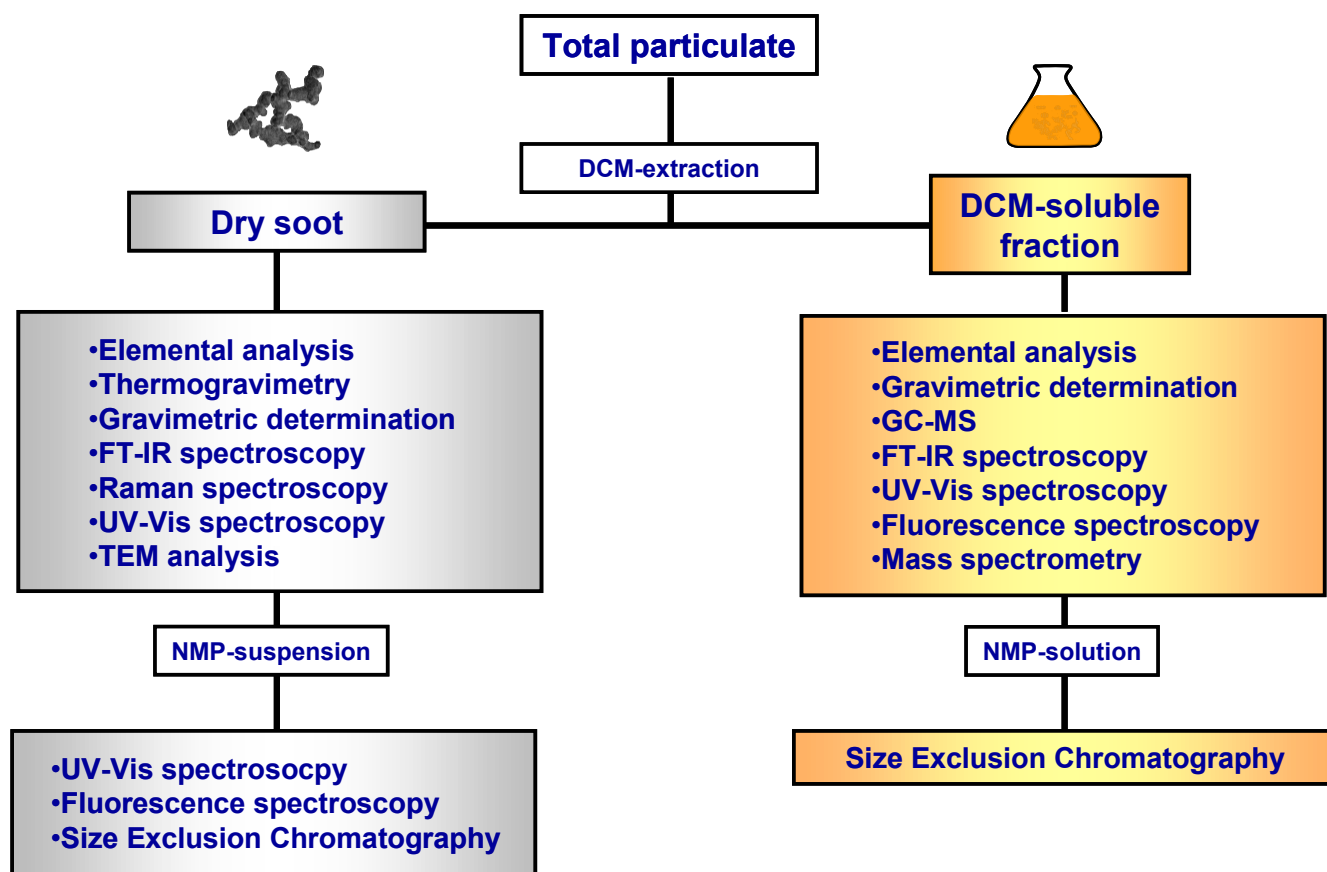 Total particulate
DCM-extraction
Dry soot
DCM-soluble
fraction
•Elemental analysis
•Thermogravimetry
•Gravimetric determination
•FT-IR spectroscopy
•Raman spectroscopy
•UV-Vis spectroscopy
•TEM analysis
•Elemental analysis
•Gravimetric determination
•GC-MS
•FT-IR spectroscopy
•UV-Vis spectroscopy
•Fluorescence spectroscopy
•Mass spectrometry
NMP-suspension
NMP-solution
•UV-Vis spectrosocpy
•Fluorescence spectroscopy
•Size Exclusion Chromatography
Size Exclusion Chromatography